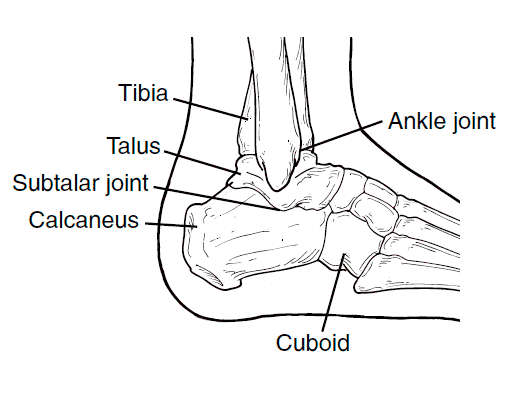 Tibia
Ankle joint
Talus
Subtalar joint
Calcaneus
Cuboid